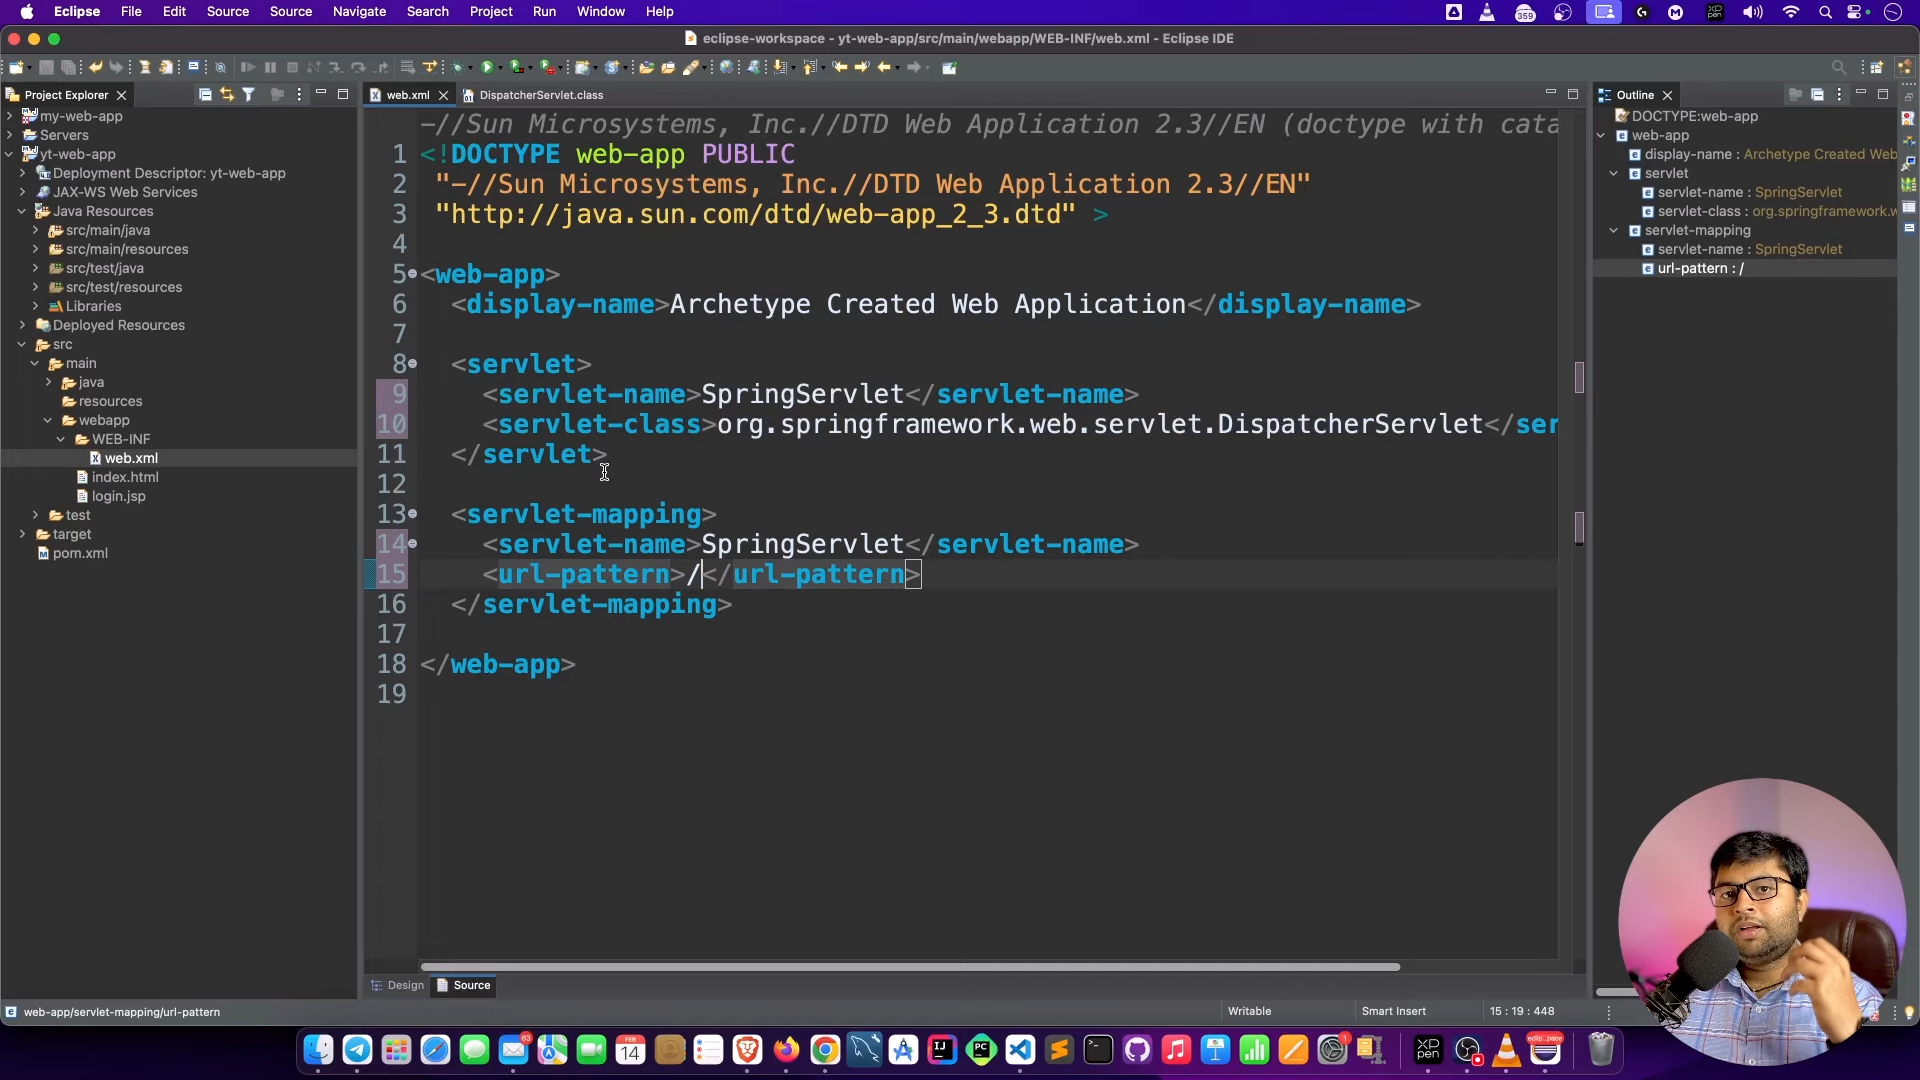 Eclipse File Edit Source Source Navigate Search Project Run Window Help
359
XP PEN
eclipse-workspace - yt-web-app/src/main/webapp/WEB-INF/web.xml - Eclipse IDE
Project Explorer
my-web-app
Servers
yt-web-app
Deployment Descriptor: yt-web-app
JAX-WS Web Services
Java Resources
src/main/java
src/main/resources
src/test/java
src/test/resources
Libraries
Deployed Resources
src
main
java
resources
webapp
WEB-INF
web.xml
index.html
login.jsp
test
target
pom.xml
web.xml DispatcherServlet.class
-//Sun Microsystems, Inc.//DTD Web Application 2.3//EN (doctype with cata
1 <!DOCTYPE web-app PUBLIC
2 "-//Sun Microsystems, Inc.//DTD Web Application 2.3//EN"
3 "http://java.sun.com/dtd/web-app_2_3.dtd" >
4
5 <web-app>
6 <display-name>Archetype Created Web Application</display-name>
7
8 <servlet>
9 <servlet-name>SpringServlet</servlet-name>
10 <servlet-class>org.springframework.web.servlet.DispatcherServlet</ser
11 </servlet>
12
13 <servlet-mapping>
14 <servlet-name>SpringServlet</servlet-name>
15 <url-pattern>/</url-pattern>
16 </servlet-mapping>
17
18 </web-app>
19
Design Source
Outline
DOCTYPE:web-app
web-app
display-name : Archetype Created Web
servlet
servlet-name : SpringServlet
servlet-class : org.springframework.w
servlet-mapping
servlet-name : SpringServlet
url-pattern : /
web-app/servlet-mapping/url-pattern
Writable
Smart Insert
15 : 19 : 448
63
FEB
14
IJ
PC
1
XP PEN